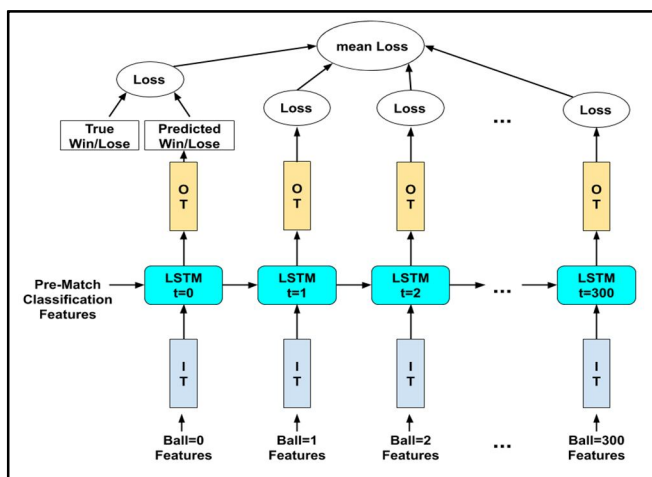 mean Loss
Loss
Loss
Loss
...
Loss
True
Win/Lose
Predicted
Win/Lose
O
T
O
T
O
T
O
T
Pre-Match
Classification
Features
LSTM
t=0
LSTM
t=1
LSTM
t=2
...
LSTM
t=300
I
T
I
T
I
T
I
T
Ball=0
Features
Ball=1
Features
Ball=2
Features
...
Ball=300
Features